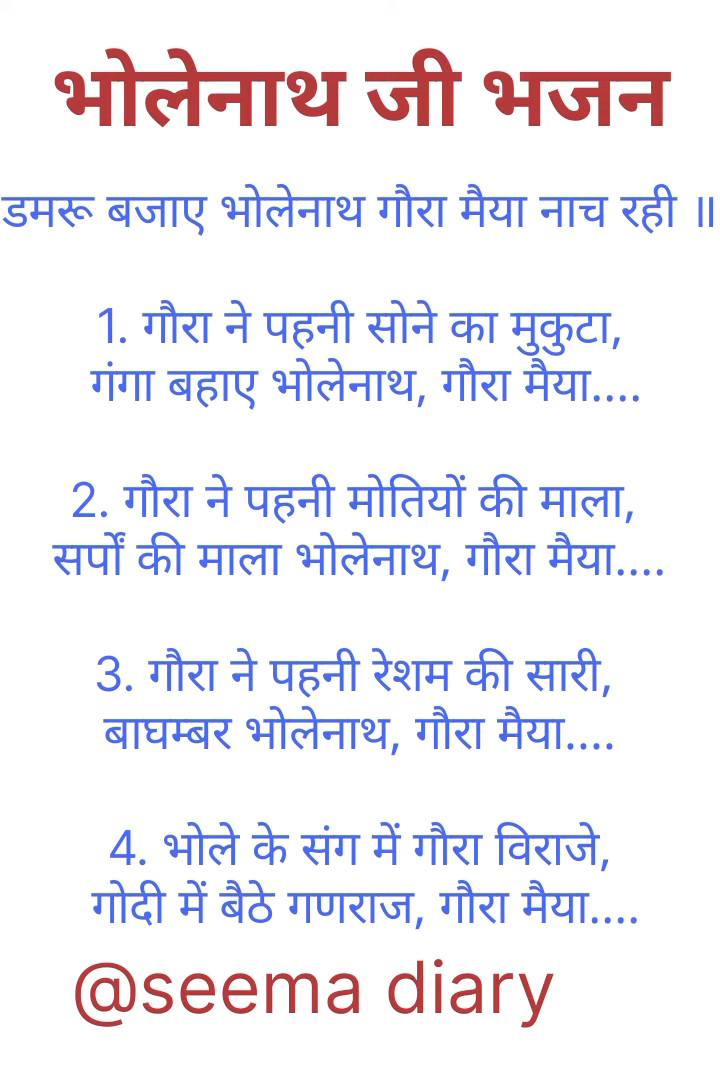 भोलेनाथ जी भजन
डमरू बजाए भोलेनाथ गौरा मैया नाच रही ॥
1. गौरा ने पहनी सोने का मुकुटा,
गंगा बहाए भोलेनाथ, गौरा मैया....
2. गौरा ने पहनी मोतियों की माला,
सर्पों की माला भोलेनाथ, गौरा मैया....
3. गौरा ने पहनी रेशम की सारी,
बाघम्बर भोलेनाथ, गौरा मैया....
4. भोले के संग में गौरा विराजे,
गोदी में बैठे गणराज, गौरा मैया....
@seema diary